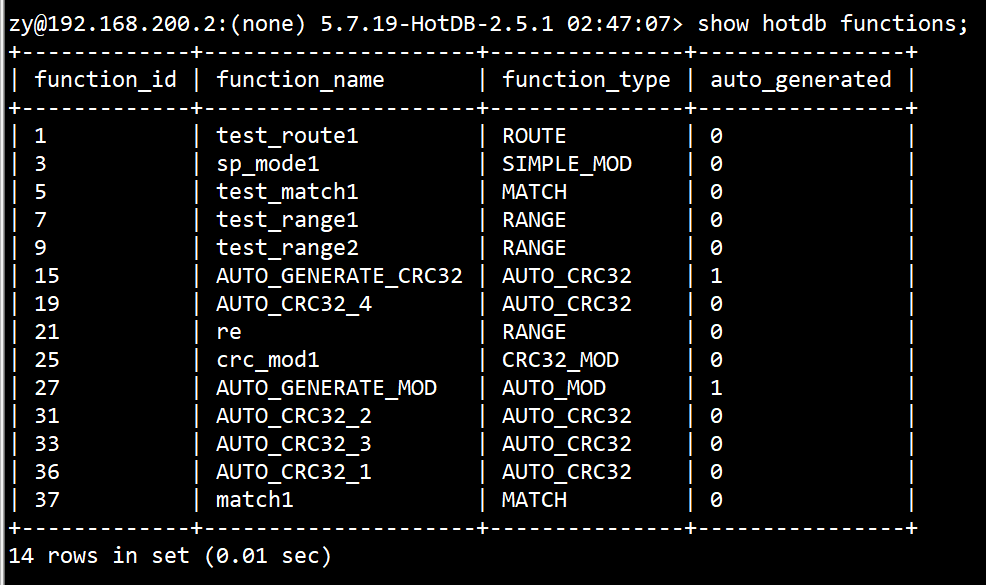 zy@192.168.200.2:(none) 5.7.19-HotDB-2.5.1 02:47:07> show hotdb functions;
+-------------+---------------------+---------------+----------------+
| function_id | function_name       | function_type | auto_generated |
+-------------+---------------------+---------------+----------------+
| 1           | test_route1         | ROUTE         | 0              |
| 3           | sp_mode1            | SIMPLE_MOD    | 0              |
| 5           | test_match1         | MATCH         | 0              |
| 7           | test_range1         | RANGE         | 0              |
| 9           | test_range2         | RANGE         | 0              |
| 15          | AUTO_GENERATE_CRC32 | AUTO_CRC32    | 1              |
| 19          | AUTO_CRC32_4        | AUTO_CRC32    | 0              |
| 21          | re                  | RANGE         | 0              |
| 25          | crc_mod1            | CRC32_MOD     | 0              |
| 27          | AUTO_GENERATE_MOD   | AUTO_MOD      | 1              |
| 31          | AUTO_CRC32_2        | AUTO_CRC32    | 0              |
| 33          | AUTO_CRC32_3        | AUTO_CRC32    | 0              |
| 36          | AUTO_CRC32_1        | AUTO_CRC32    | 0              |
| 37          | match1              | MATCH         | 0              |
+-------------+---------------------+---------------+----------------+
14 rows in set (0.01 sec)